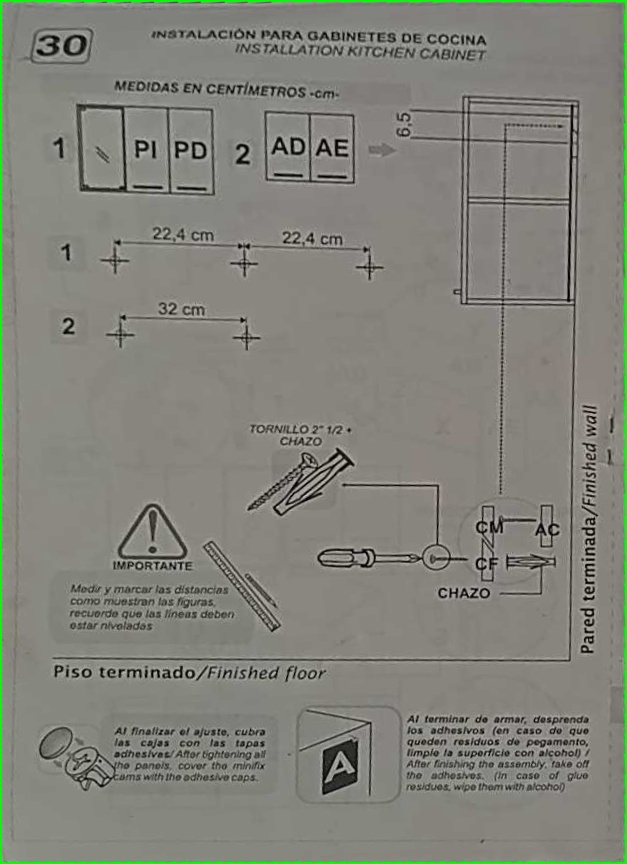 30
INSTALACIÓN PARA GABINETES DE COCINA
INSTALLATION KITCHEN CABINET
MEDIDAS EN CENTÍMETROS -cm-
1 PI PD 2 AD AE
6,5
1 22,4 cm 22,4 cm
2 32 cm
TORNILLO 2" 1/2 +
CHAZO
CM AC
CF
CHAZO
IMPORTANTE
Medir y marcar las distancias
como muestran las figuras,
recuerde que las líneas deben
estar niveladas
Pared terminada/Finished wall
Piso terminado/Finished floor
Al finalizar el ajuste, cubra
las cajas con las tapas
adhesivas/ After tightening all
the panels, cover the minifix
cams with the adhesive caps.
A
Al terminar de armar, desprenda
los adhesivos (en caso de que
queden residuos de pegamento,
limpie la superficie con alcohol) /
After finishing the assembly, take off
the adhesives. (In case of glue
residues, wipe them with alcohol)